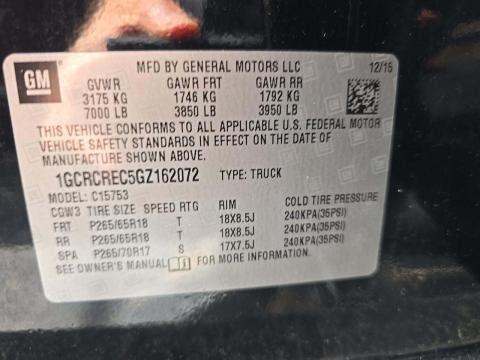 GM
MFD BY GENERAL MOTORS LLC 12/15
GVWR GAWR FRT GAWR RR
3175 KG 1746 KG 1792 KG
7000 LB 3850 LB 3950 LB
THIS VEHICLE CONFORMS TO ALL APPLICABLE U.S. FEDERAL MOTOR
VEHICLE SAFETY STANDARDS IN EFFECT ON THE DATE OF
MANUFACTURE SHOWN ABOVE.
1GCRCREC5GZ162072 TYPE: TRUCK
MODEL: C15753
CGW3 TIRE SIZE SPEED RTG RIM COLD TIRE PRESSURE
FRT P265/65R18 T 18X8.5J 240KPA(35PSI)
RR P265/65R18 T 18X8.5J 240KPA(35PSI)
SPA P265/70R17 S 17X7.5J 240KPA(35PSI)
SEE OWNER'S MANUAL FOR MORE INFORMATION.